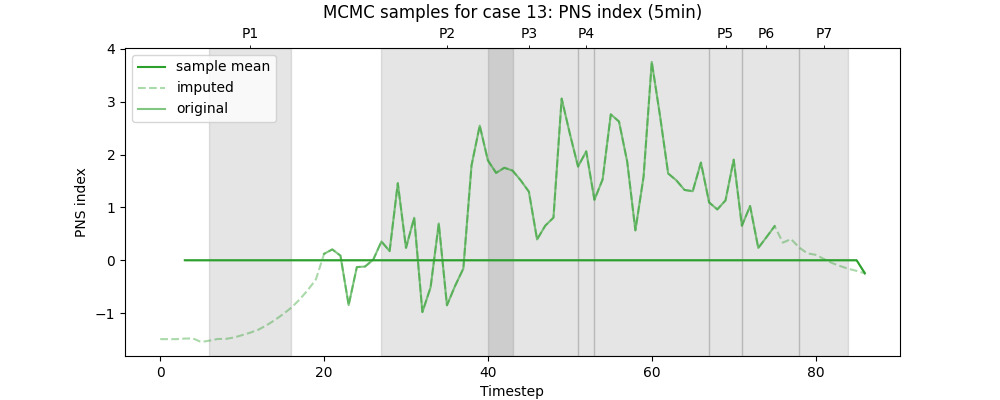 MCMC samples for case 13: PNS index (5min)
P1 P2 P3 P4 P5 P6 P7
sample mean
imputed
original
PNS index
4
3
2
1
0
−1
0 20 40 60 80
Timestep